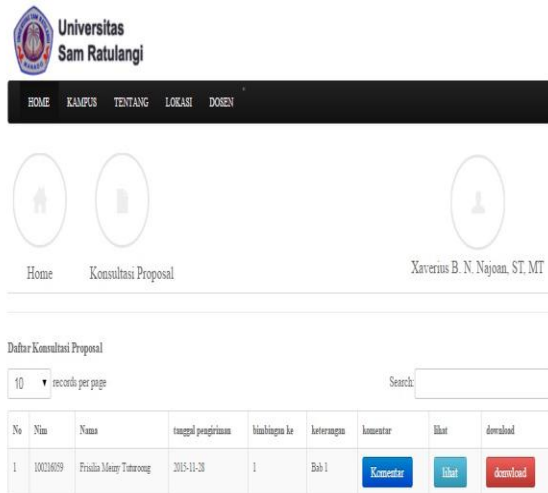 Universitas
Sam Ratulangi
HOME KAMPUS TENTANG LOKASI DOSEN
Home Konsultasi Proposal Xaverius B. N. Najoan, ST, MT
Daftar Konsultasi Proposal
10 records per page Search:
No Nim Nama tanggal pengiriman bimbingan ke keterangan komentar lihat download
1 100216059 Frisilia Meiny Tuturoong 2015-11-28 1 Bab 1 Komentar lihat download